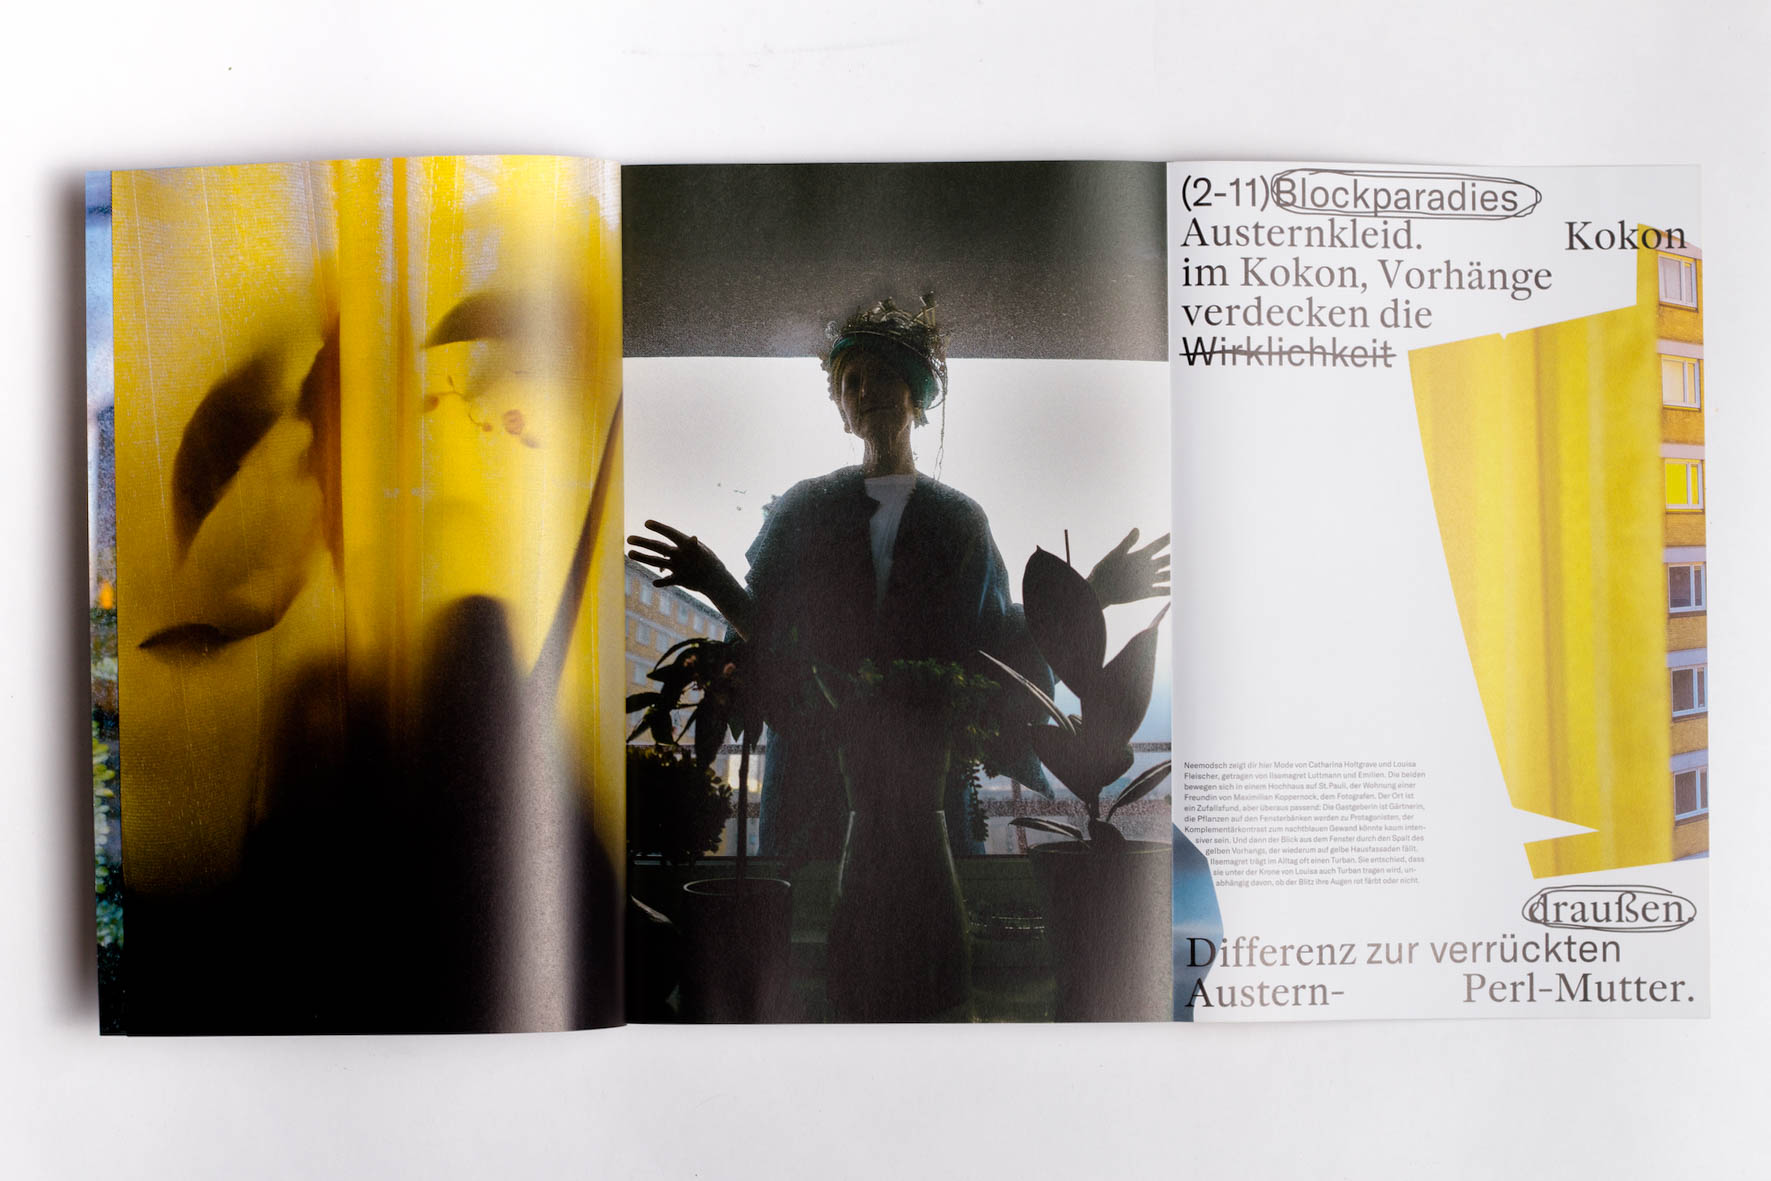 (2-11) Blockparadies
Austernkleid. Kokon
im Kokon, Vorhänge
verdecken die
Wirklichkeit
Neemodsch zeigt dir hier Mode von Catharina Holtgrave und Louisa
Fleischer, getragen von Ilsemagret Luttmann und Emilien. Die beiden
bewegen sich in einem Hochhaus auf St. Pauli, der Wohnung einer
Freundin von Maximilian Koppernock, dem Fotografen. Der Ort ist
ein Zufallsfund, aber überaus passend: Die Gastgeberin ist Gärtnerin,
die Pflanzen auf den Fensterbänken werden zu Protagonisten, der
Komplementärkontrast zum nachtblauen Gewand könnte kaum inten-
siver sein. Und dann der Blick aus dem Fenster durch den Spalt des
gelben Vorhangs, der wiederum auf gelbe Hausfassaden fällt.
Ilsemagret trägt im Alltag oft einen Turban. Sie entschied, dass
sie unter der Krone von Louisa auch Turban tragen wird, un-
abhängig davon, ob der Blitz ihre Augen rot färbt oder nicht.
draußen.
Differenz zur verrückten
Austern- Perl-Mutter.